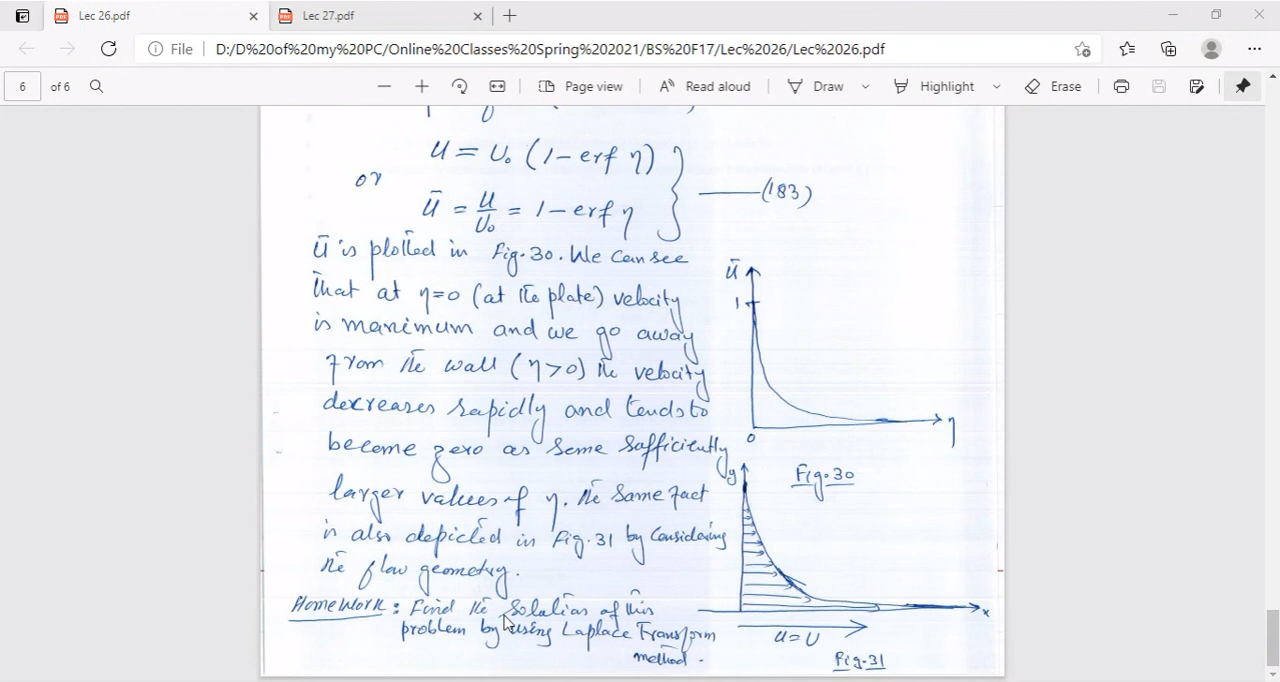 Lec 26.pdf
Lec 27.pdf
File
D:/D%20of%20my%20PC/Online%20Classes%20Spring%202021/BS%20F17/Lec%2026/Lec%2026.pdf
6 of 6
Page view
Read aloud
Draw
Highlight
Erase
U = U₀ (1 - erf η)
or
Ū = U/U₀ = 1 - erf η
(183)
Ū is plotted in Fig.30. We can see
that at η=0 (at the plate) velocity
is maximum and we go away
from the wall (η>0) the velocity
decreases rapidly and tends to
become zero as some sufficiently
larger values of η. The same fact
is also depicted in Fig.31 by considering
the flow geometry.
Home Work: Find the solution of this
problem by using Laplace Transform
method.
Ū
1
0
η
Fig.30
y
x
u=U
Fig.31